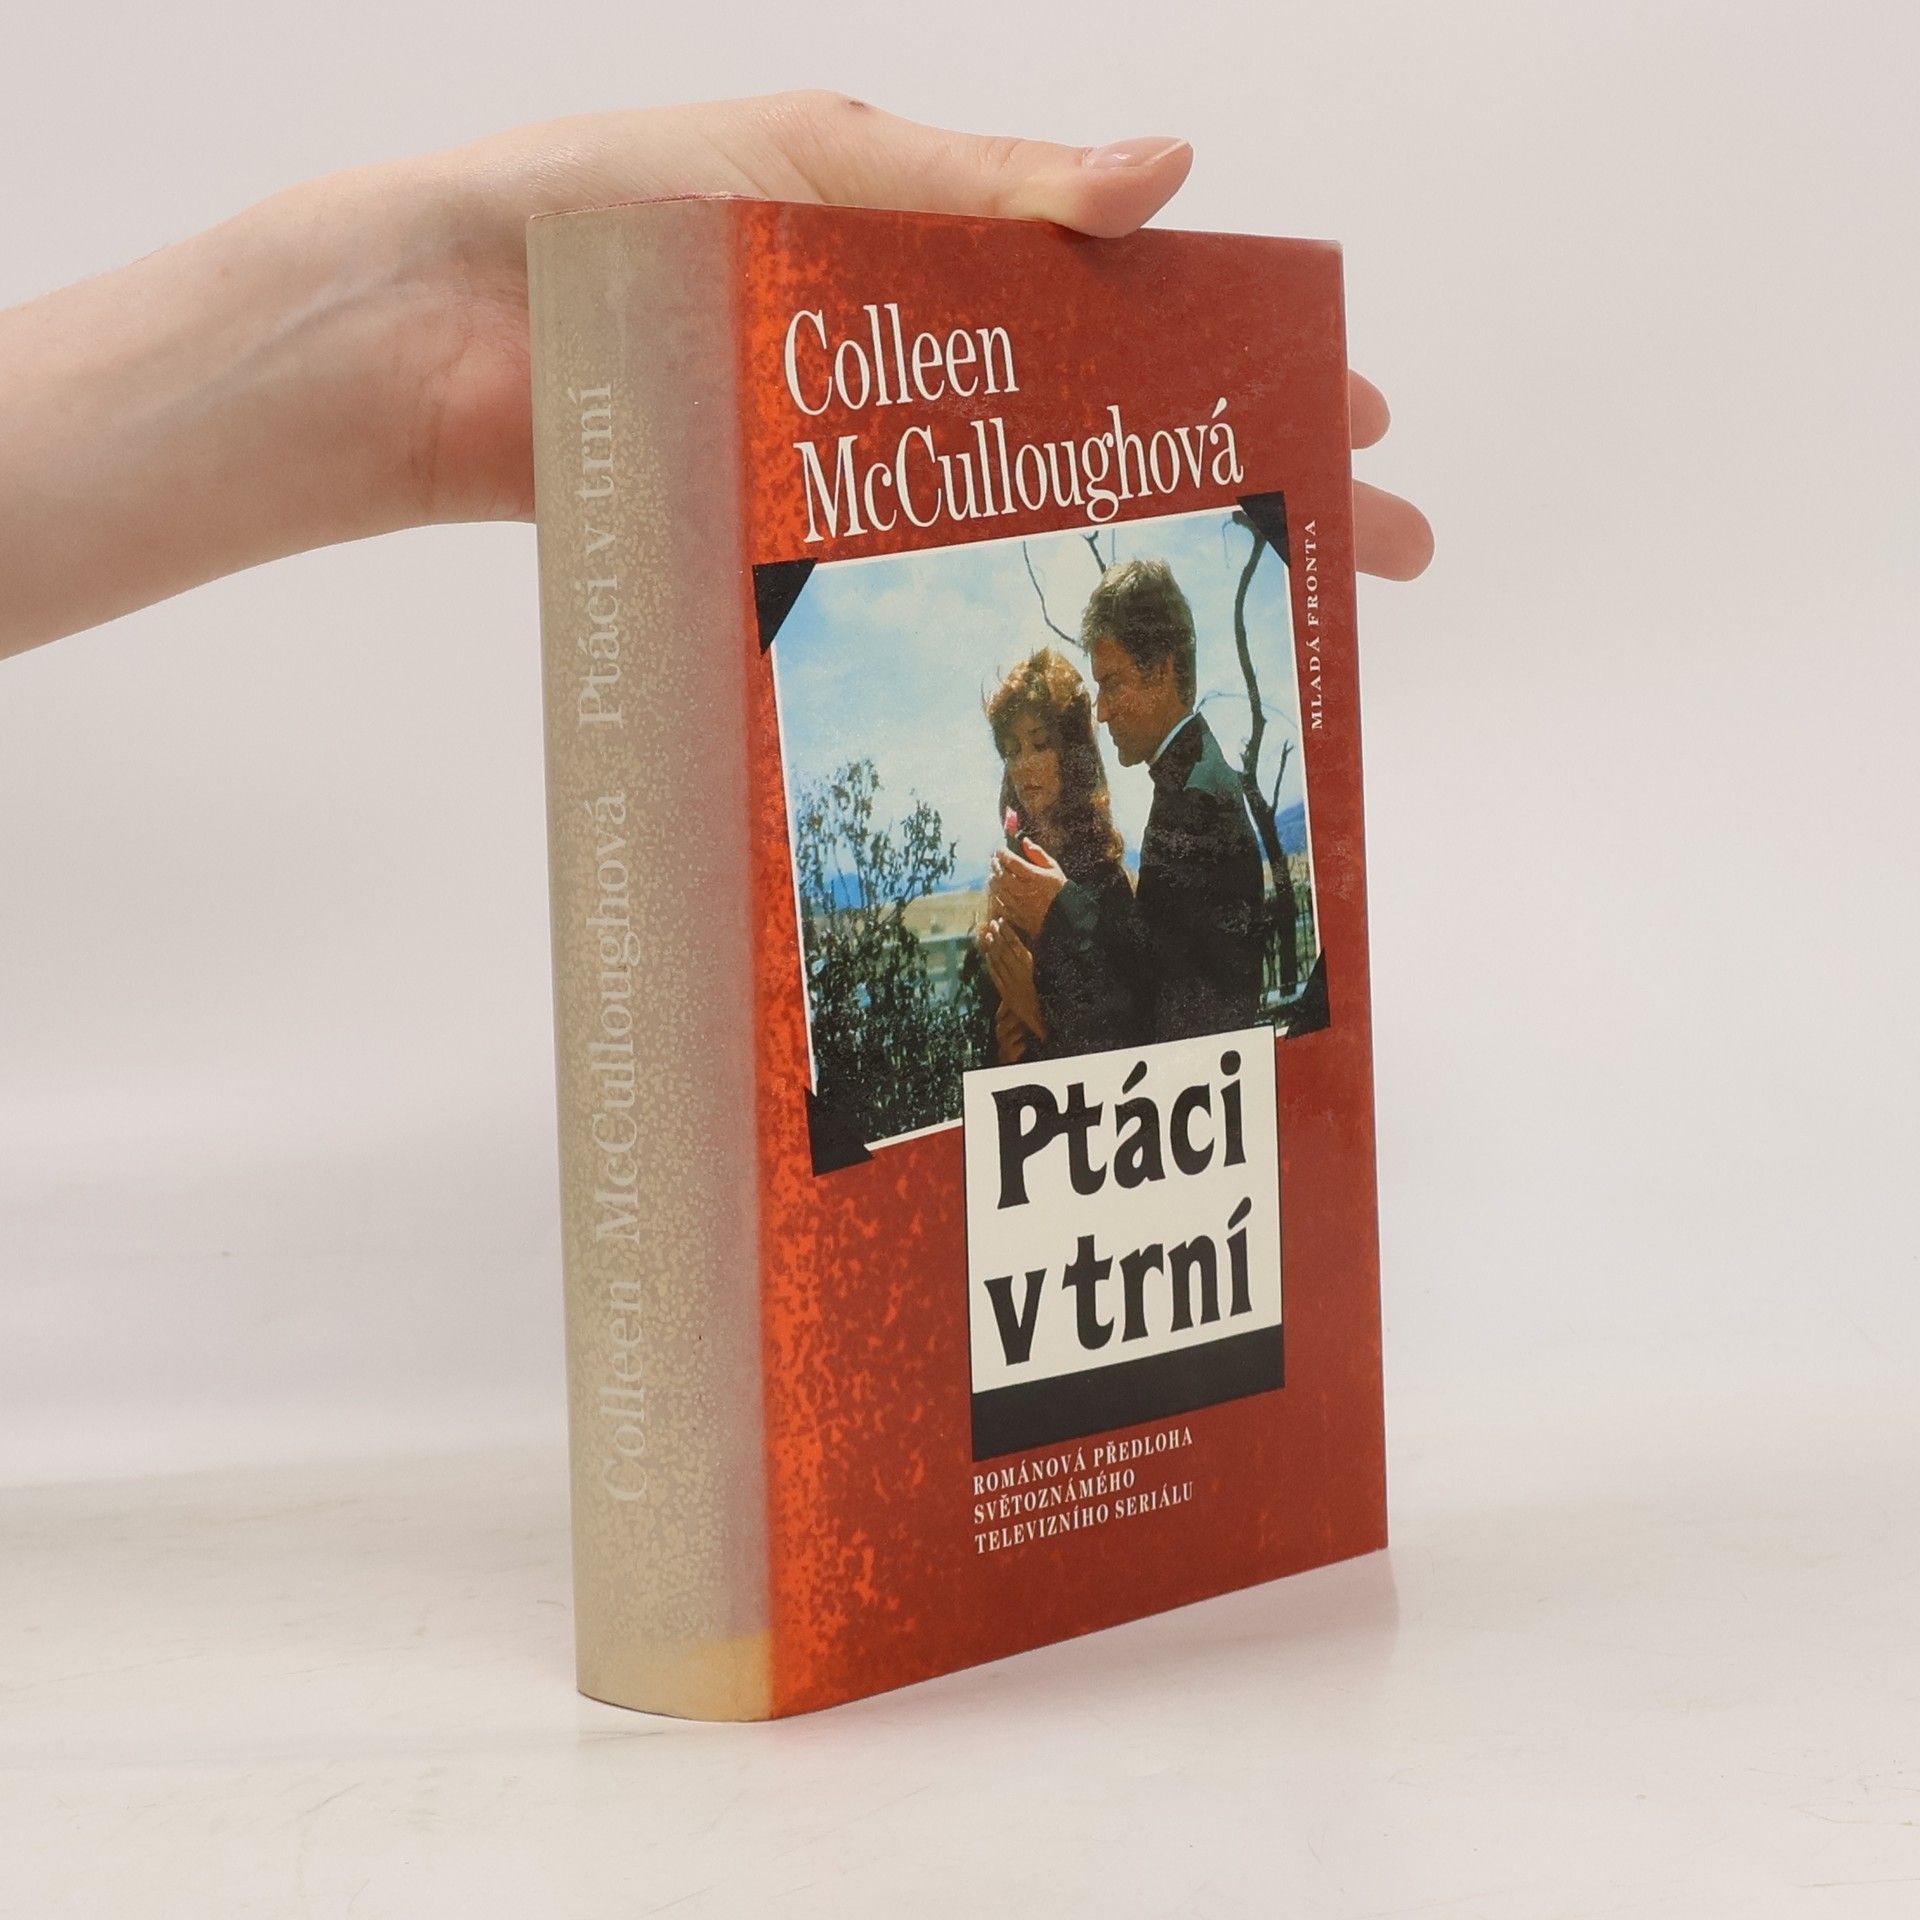 Colleen
McCulloughová
MLADÁ FRONTA
Ptáci
v trní
ROMÁNOVÁ PŘEDLOHA
SVĚTOZNÁMÉHO
TELEVIZNÍHO SERIÁLU
Colleen McCulloughová Ptáci v trní